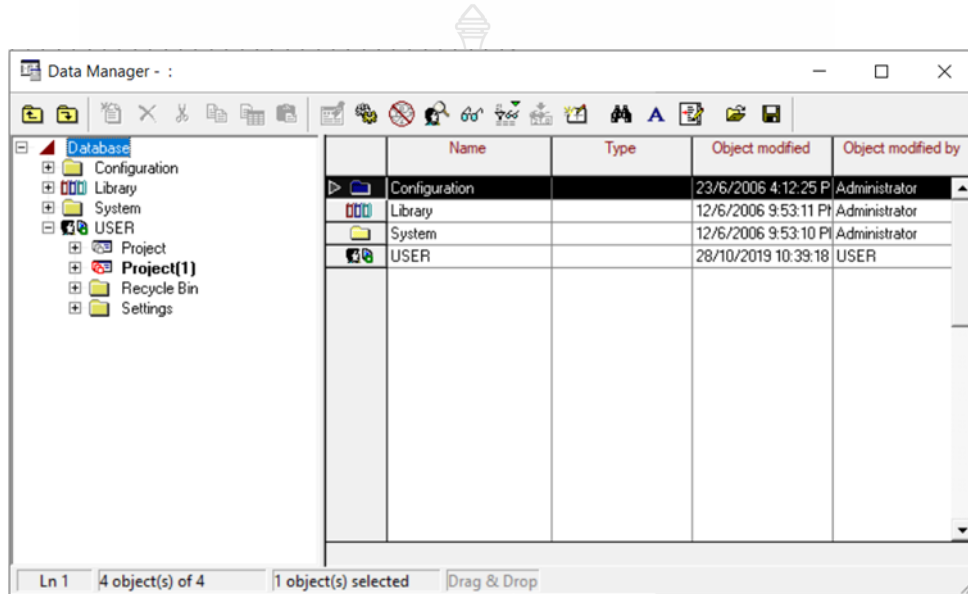 Data Manager - :
A
Database
Configuration
Library
System
USER
Project
Project(1)
Recycle Bin
Settings
Name Type Object modified Object modified by
Configuration 23/6/2006 4:12:25 P Administrator
Library 12/6/2006 9:53:11 PM Administrator
System 12/6/2006 9:53:10 PM Administrator
USER 28/10/2019 10:39:18 USER
Ln 1 4 object(s) of 4 1 object(s) selected Drag & Drop